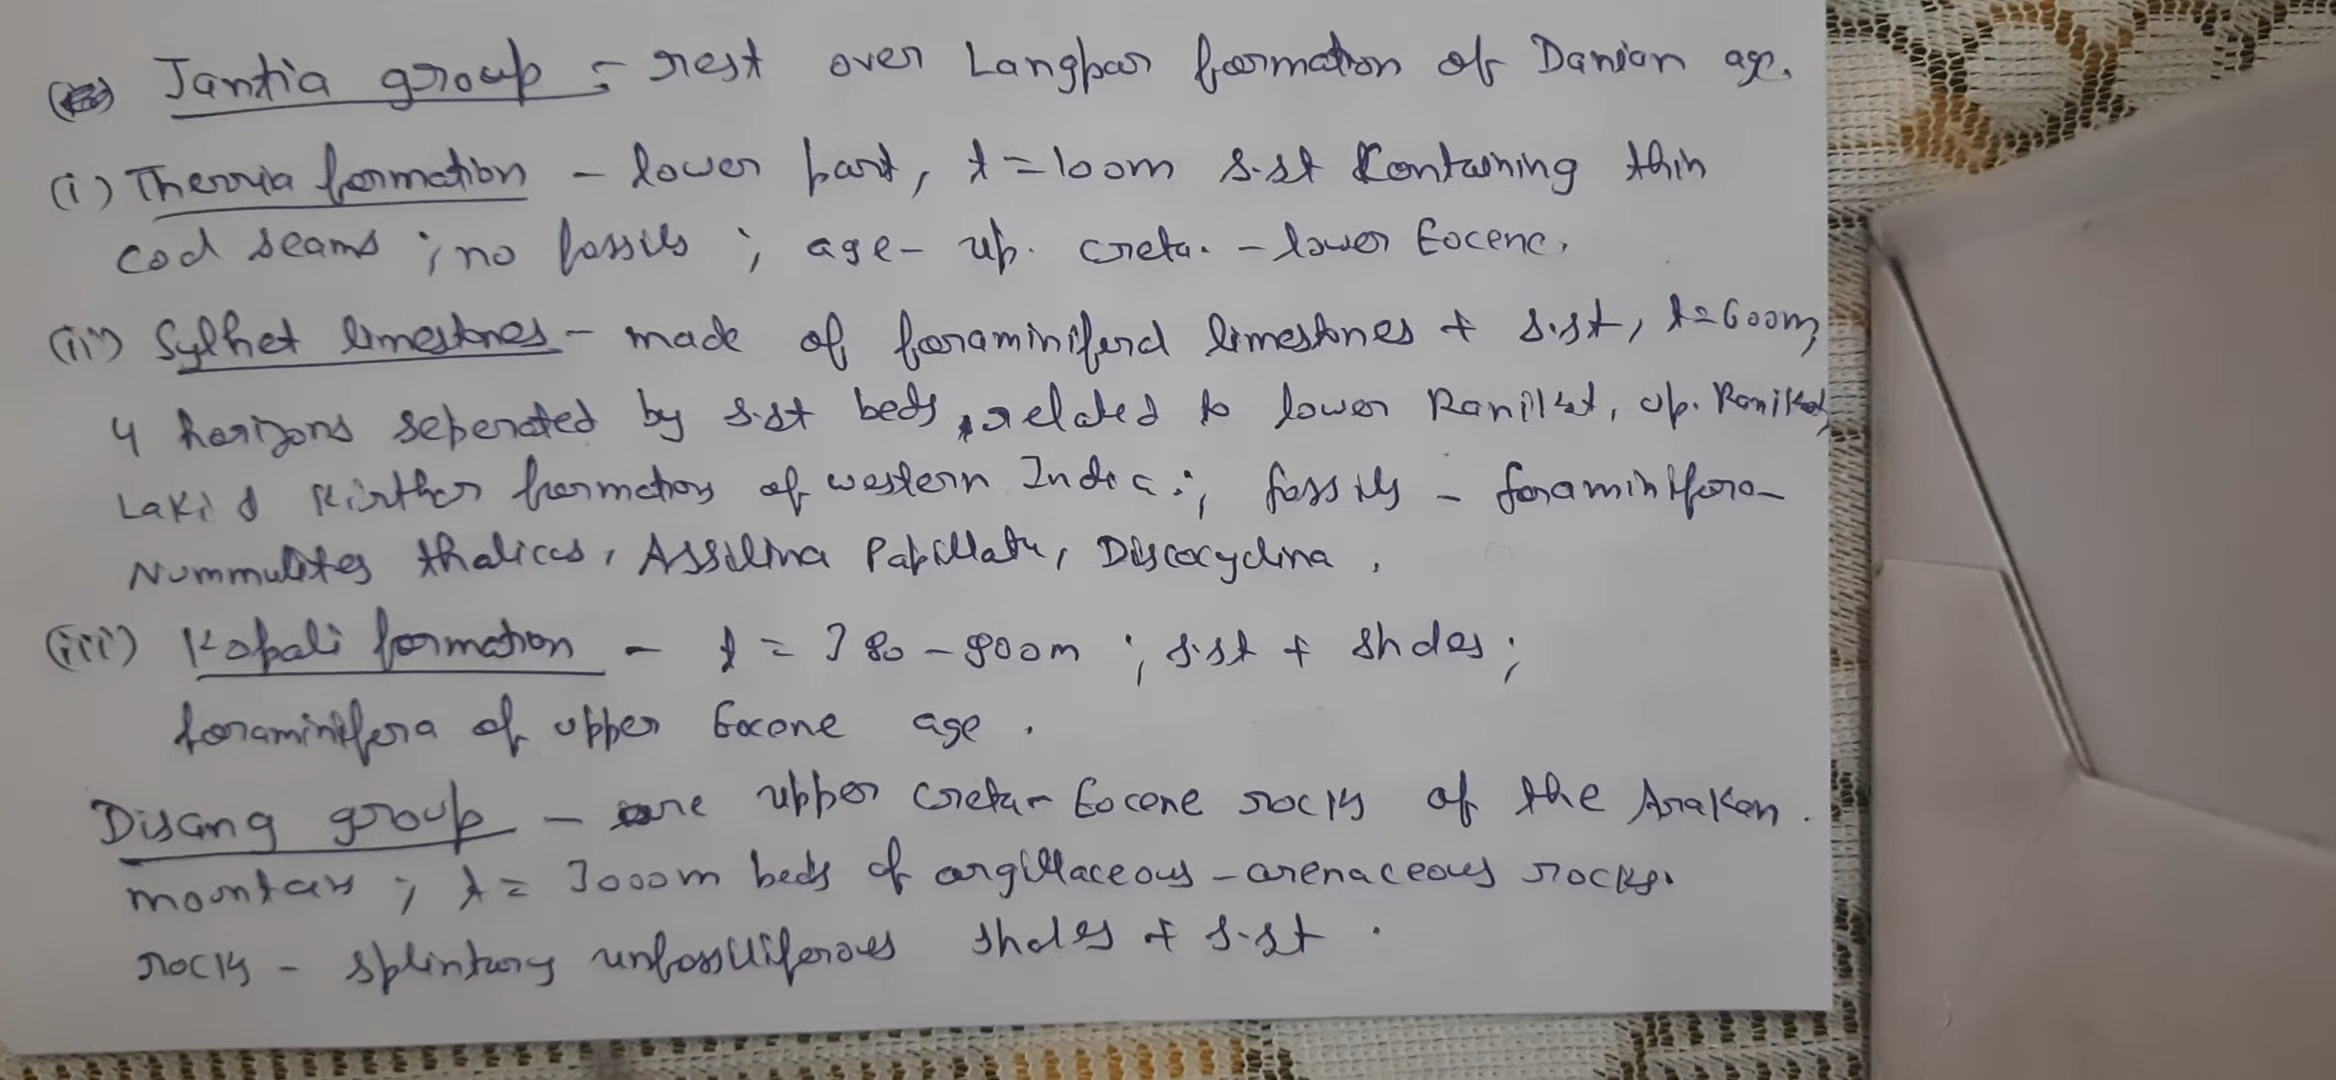 Jantia group :- rest over Langpar formation of Danian age.
(i) Therria formation - lower part, t = 100m s.st Containing thin
coal seams ; no fossils ; age - up. creta. - lower Eocene.
(ii) Sylhet limestones - made of foraminiferal limestones + s.st, t = 600m,
4 horizons seperated by s.st beds, related to lower Ranikot, up. Ranikot,
Laki & Kirthar formations of western India ; fossils - foraminifera -
Nummulites thalicus, Assilina Papillata, Discocyclina .
(iii) Kopali formation - t = 380 - 800m ; s.st + shales ;
foraminifera of upper Eocene age .
Disang group - are upper creta - Eocene rocks of the Arakan .
mountains ; t = 3000m beds of argillaceous - arenaceous rocks.
rocks - splintery unfossiliferous shales + s.st .